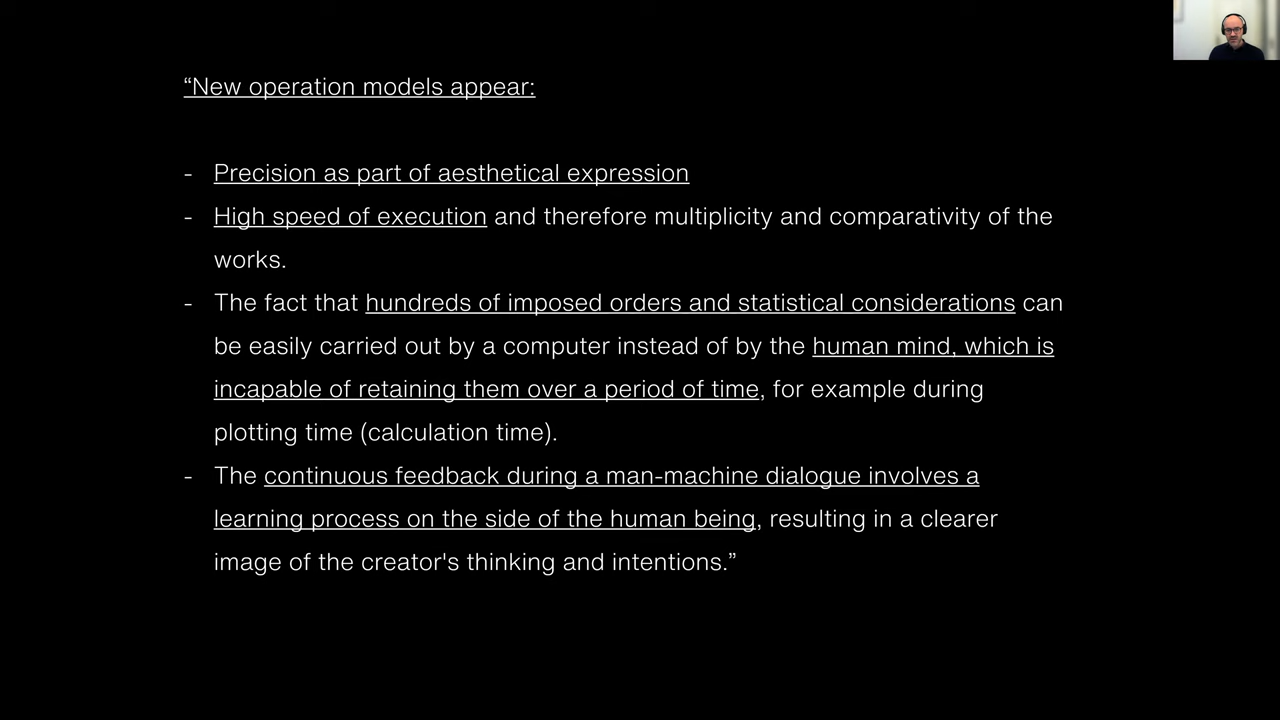 “New operation models appear:
- Precision as part of aesthetical expression
- High speed of execution and therefore multiplicity and comparativity of the
works.
- The fact that hundreds of imposed orders and statistical considerations can
be easily carried out by a computer instead of by the human mind, which is
incapable of retaining them over a period of time, for example during
plotting time (calculation time).
- The continuous feedback during a man-machine dialogue involves a
learning process on the side of the human being, resulting in a clearer
image of the creator's thinking and intentions.”